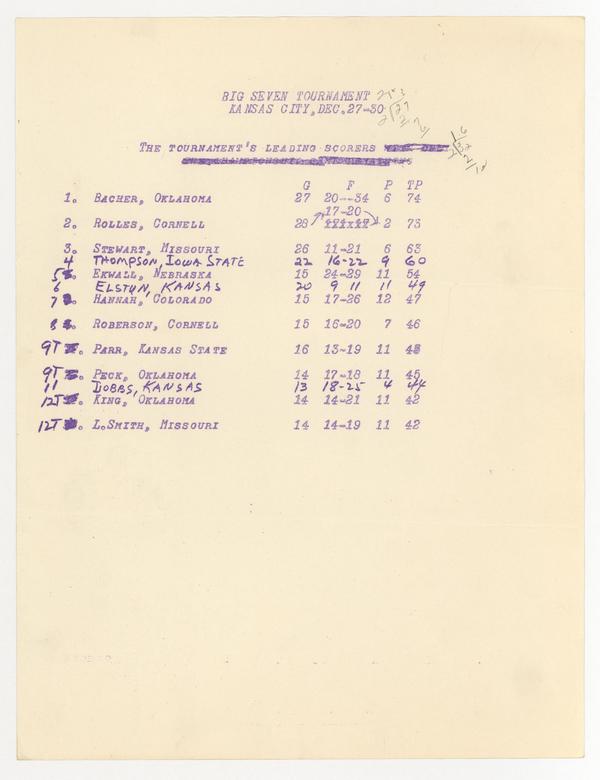 BIG SEVEN TOURNAMENT
KANSAS CITY, DEC. 27-30
THE TOURNAMENT'S LEADING SCORERS
G F P TP
1. BACHER, OKLAHOMA 27 20--34 6 74
17-20
2. ROLLES, CORNELL 28 2 73
3. STEWART, MISSOURI 26 11-21 6 63
4 THOMPSON, IOWA STATE 22 16-22 9 60
5. EKWALL, NEBRASKA 15 24-29 11 54
6 ELSTUN, KANSAS 20 9 11 11 49
7. HANNAH, COLORADO 15 17-26 12 47
8. ROBERSON, CORNELL 15 16-20 7 46
9T. PARR, KANSAS STATE 16 13-19 11 45
9T. PECK, OKLAHOMA 14 17-18 11 45
11 DOBBS, KANSAS 13 18-25 4 44
12T. KING, OKLAHOMA 14 14-21 11 42
12T. L.SMITH, MISSOURI 14 14-19 11 42